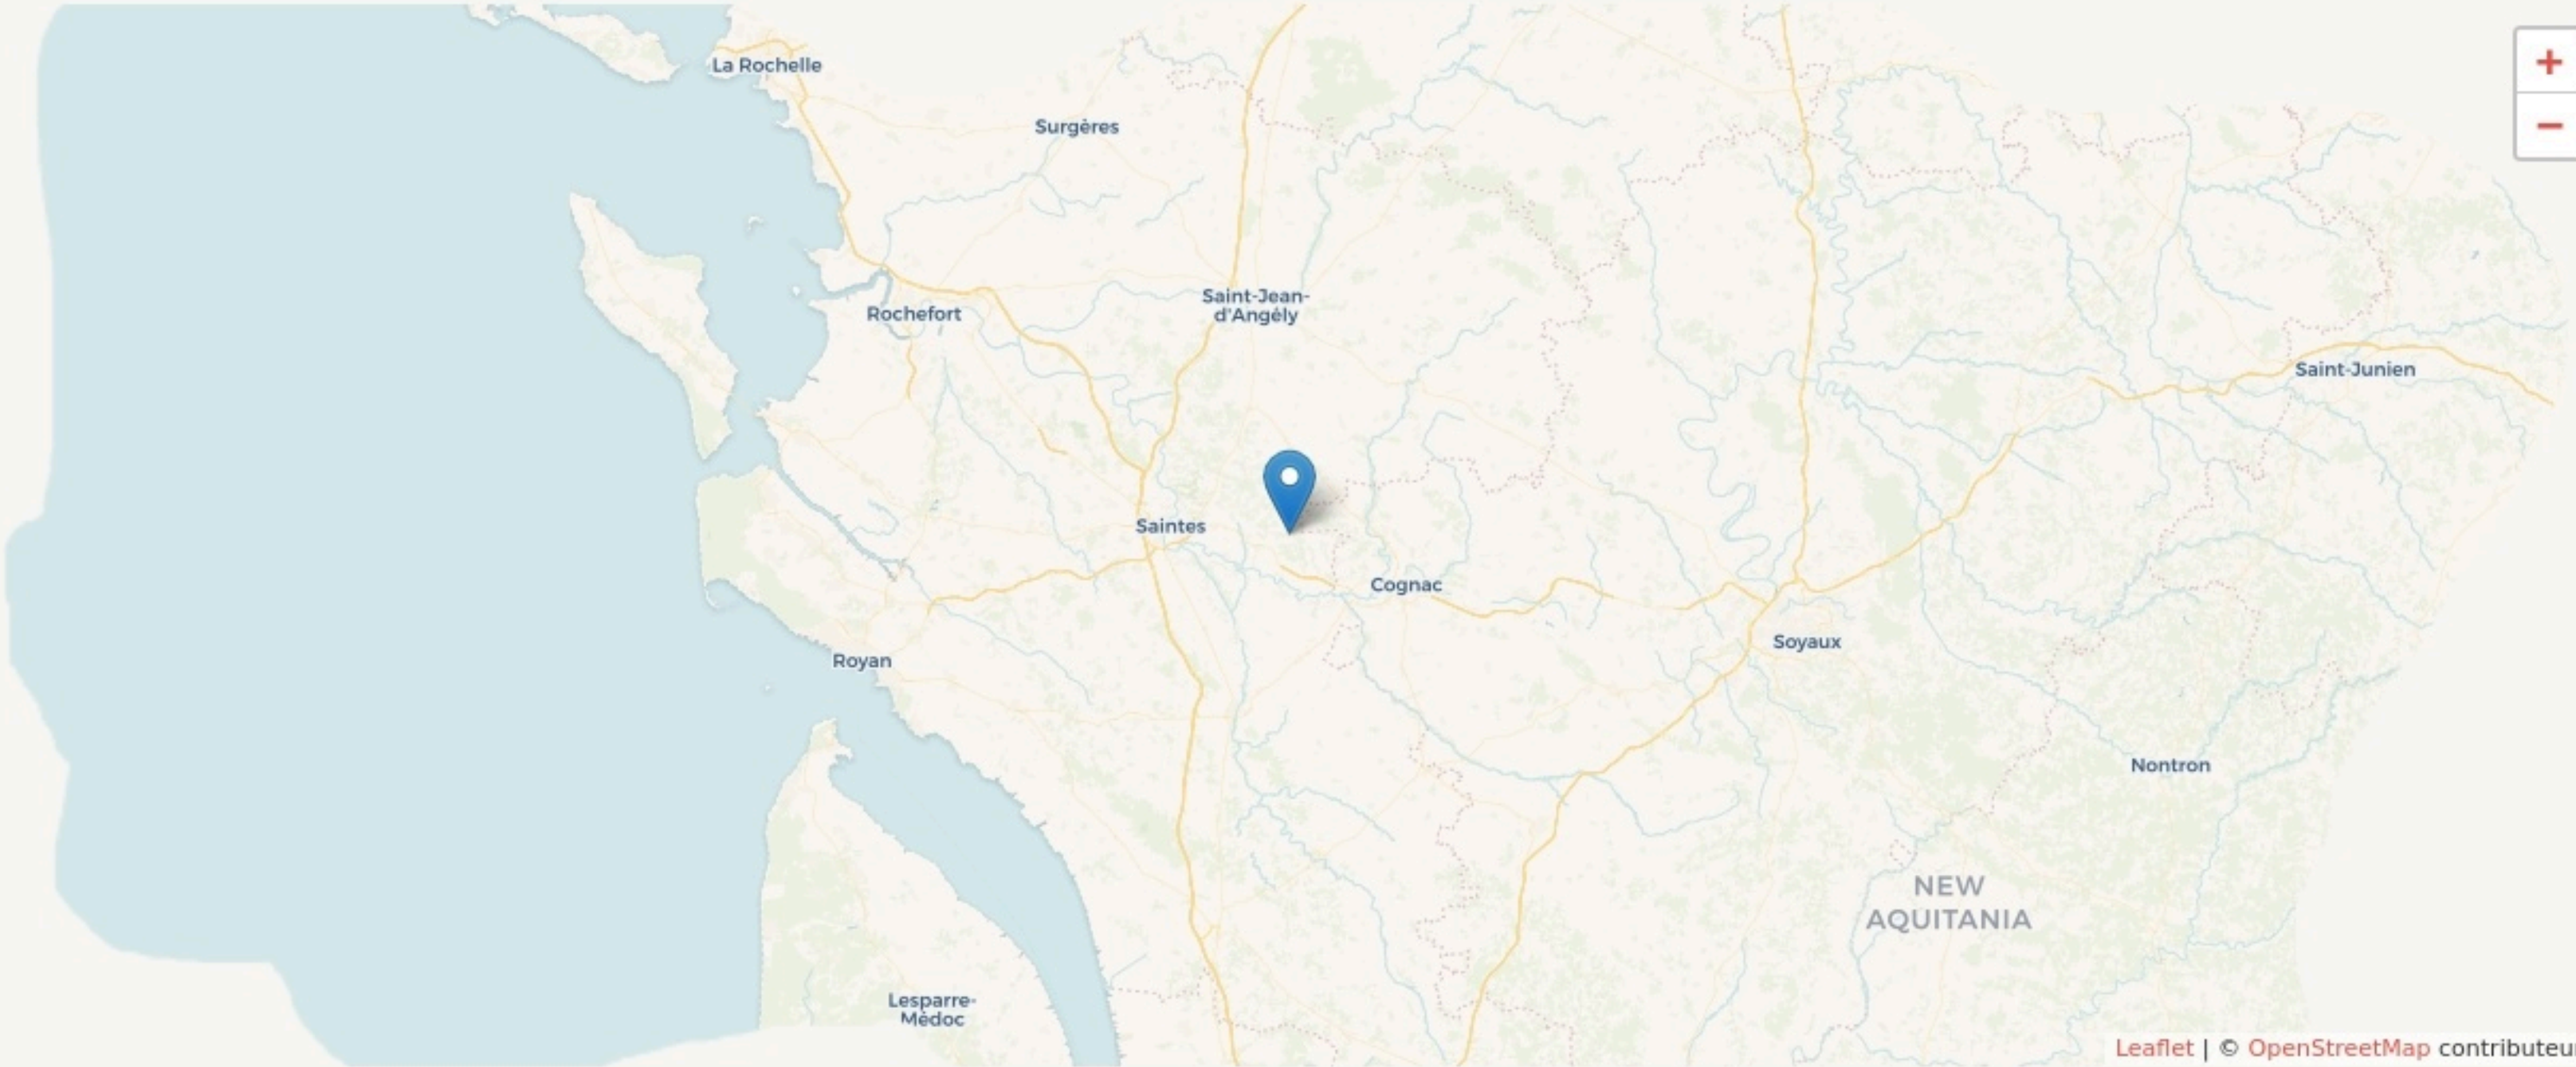 La Rochelle
+
−
Surgères
Saint-Jean-
d'Angély
Rochefort
Saint-Junien
Saintes
Cognac
Soyaux
Royan
Nontron
NEW
AQUITANIA
Lesparre-
Médoc
Leaflet | © OpenStreetMap contributeu